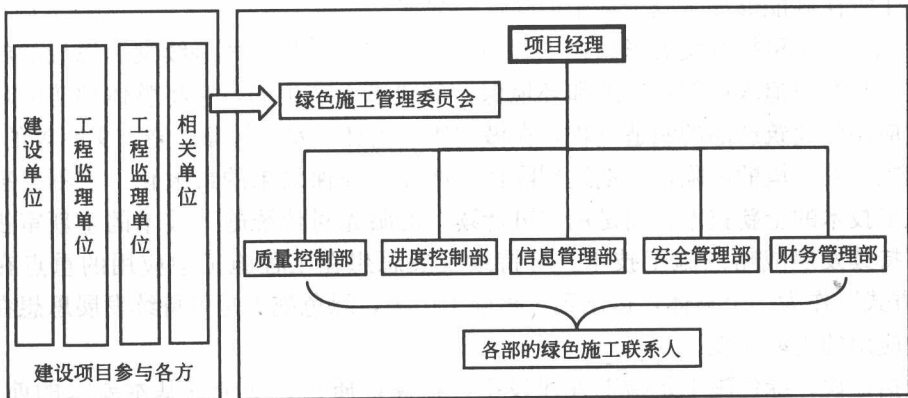 建设单位
工程监理单位
工程监理单位
相关单位
建设项目参与各方
项目经理
绿色施工管理委员会
质量控制部
进度控制部
信息管理部
安全管理部
财务管理部
各部的绿色施工联系人